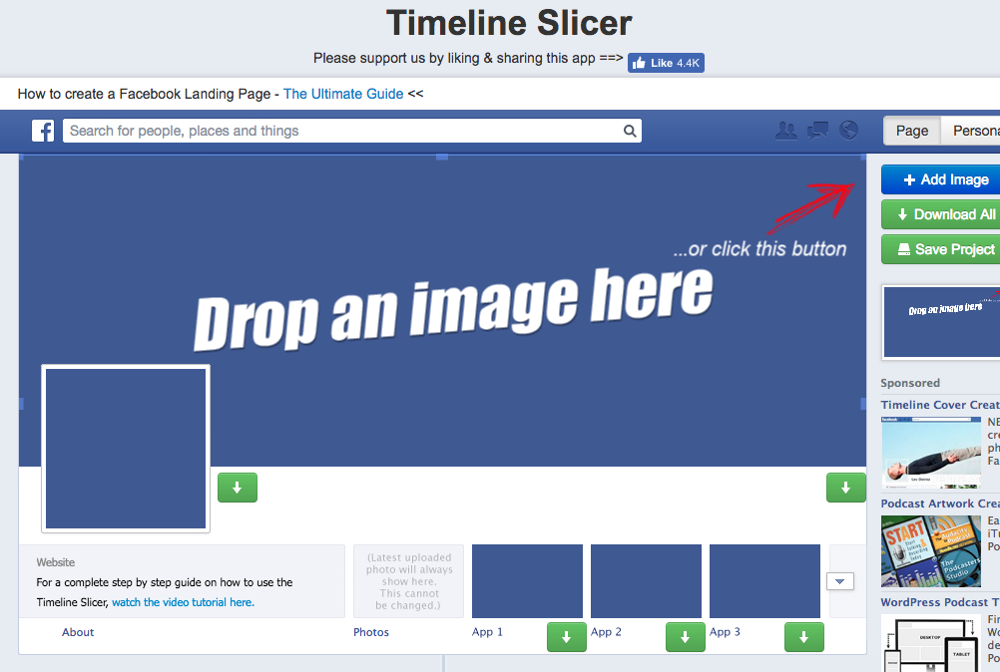 Timeline Slicer
Please support us by liking & sharing this app ==> Like 4.4K
How to create a Facebook Landing Page - The Ultimate Guide <<
Search for people, places and things
Page Persona
...or click this button
Drop an image here
+ Add Image
Download All
Save Project
Drop an image here
Sponsored
Timeline Cover Creat
NE
cre
ph
Fa
Podcast Artwork Crea
START
Ea
iTr
Po
The Podcasters
Studio
WordPress Podcast T
Fir
Wo
de
Po
DESKTOP
TABLET
Website
For a complete step by step guide on how to use the
Timeline Slicer, watch the video tutorial here.
(Latest uploaded
photo will always
show here.
This cannot
be changed.)
About
Photos
App 1
App 2
App 3